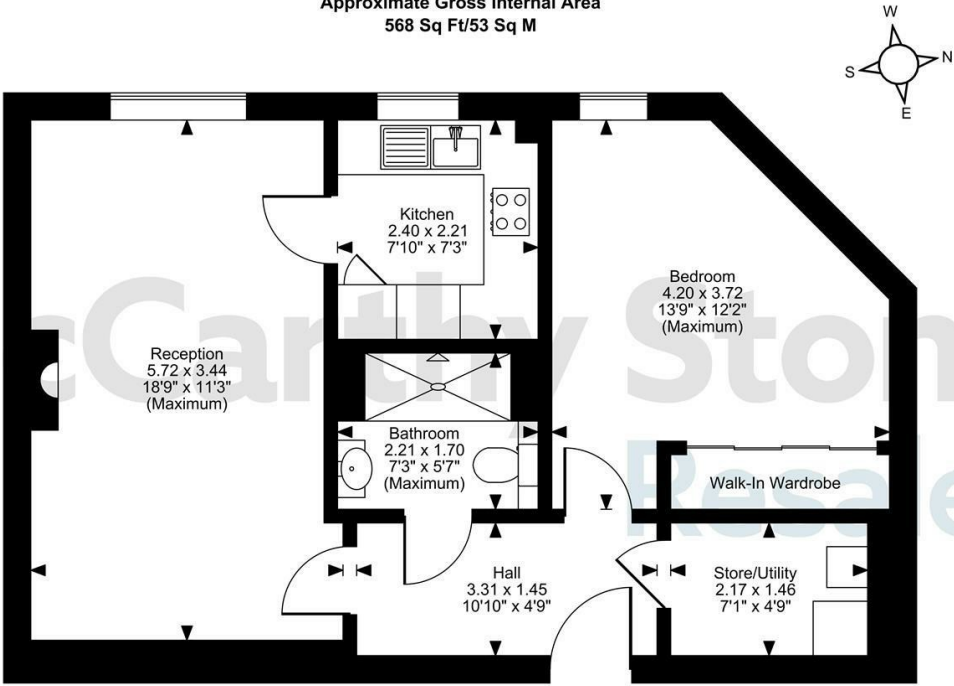 Approximate Gross Internal Area
568 Sq Ft/53 Sq M
W
N
S
E
Kitchen
2.40 x 2.21
7'10" x 7'3"
Bedroom
4.20 x 3.72
13'9" x 12'2"
(Maximum)
cCarthy Ston
Reception
5.72 x 3.44
18'9" x 11'3"
(Maximum)
Bathroom
2.21 x 1.70
7'3" x 5'7"
(Maximum)
Walk-In Wardrobe
Resale
Hall
3.31 x 1.45
10'10" x 4'9"
Store/Utility
2.17 x 1.46
7'1" x 4'9"